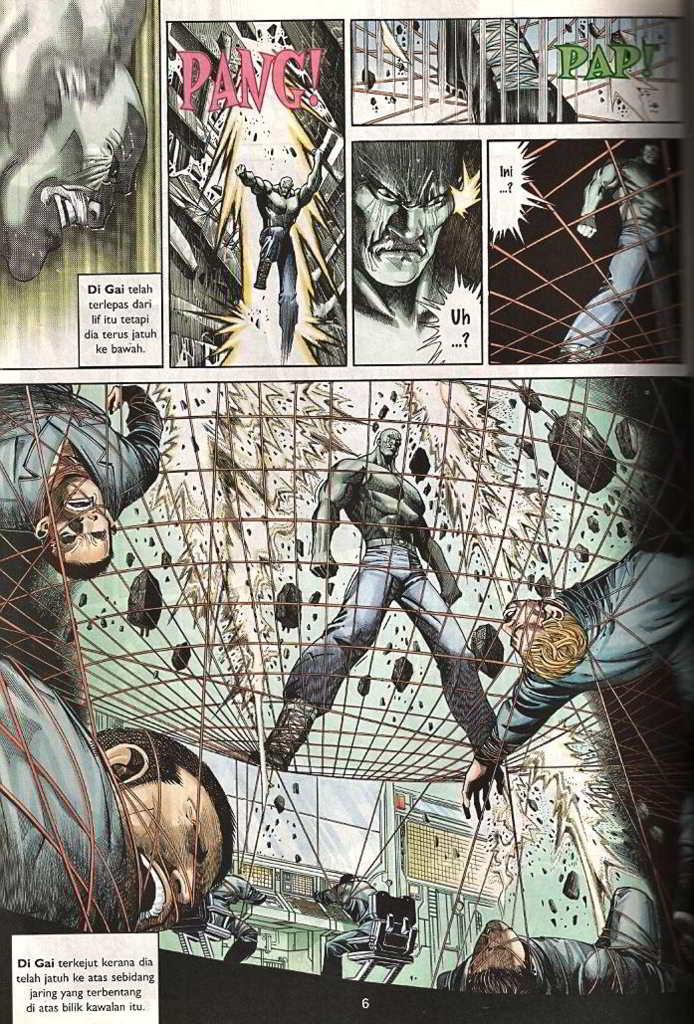 PANG!
PAP!
Di Gai telah
terlepas dari
lif itu tetapi
dia terus jatuh
ke bawah.
Uh
...?
Ini
...?
Di Gai terkejut kerana dia
telah jatuh ke atas sebidang
jaring yang terbentang
di atas bilik kawalan itu.
6